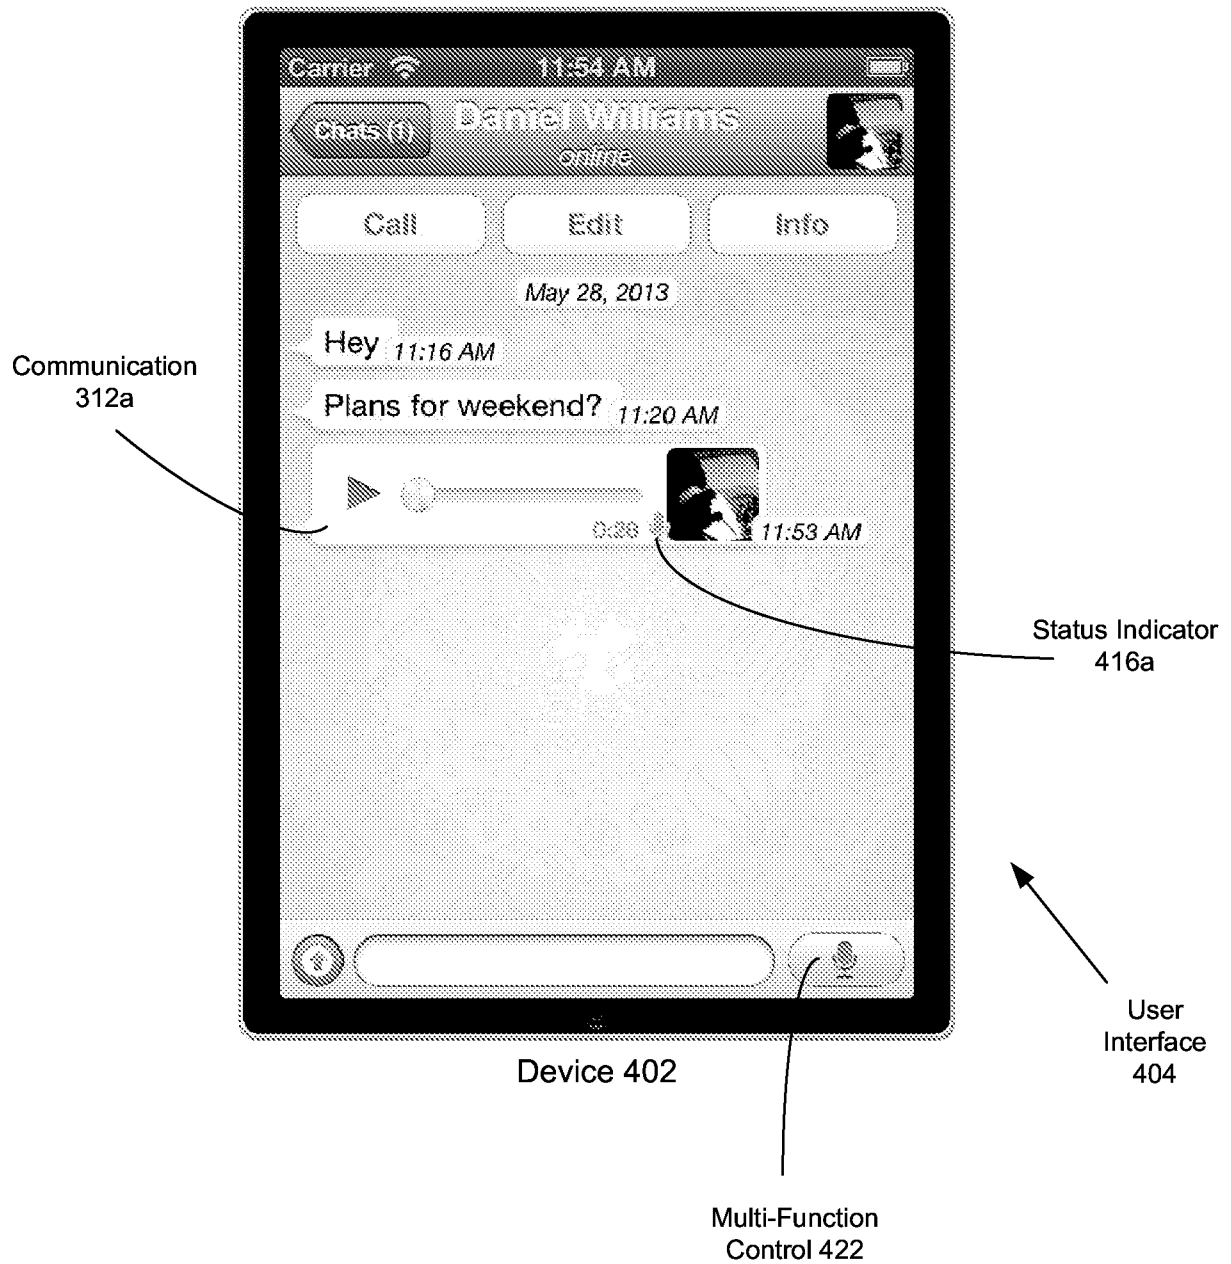 Carrier 11:54 AM
Chats (1) Daniel Williams
online
Call Edit Info
May 28, 2013
Hey 11:16 AM
Communication
312a
Plans for weekend? 11:20 AM
11:53 AM
Status Indicator
416a
User
Interface
404
Device 402
Multi-Function
Control 422